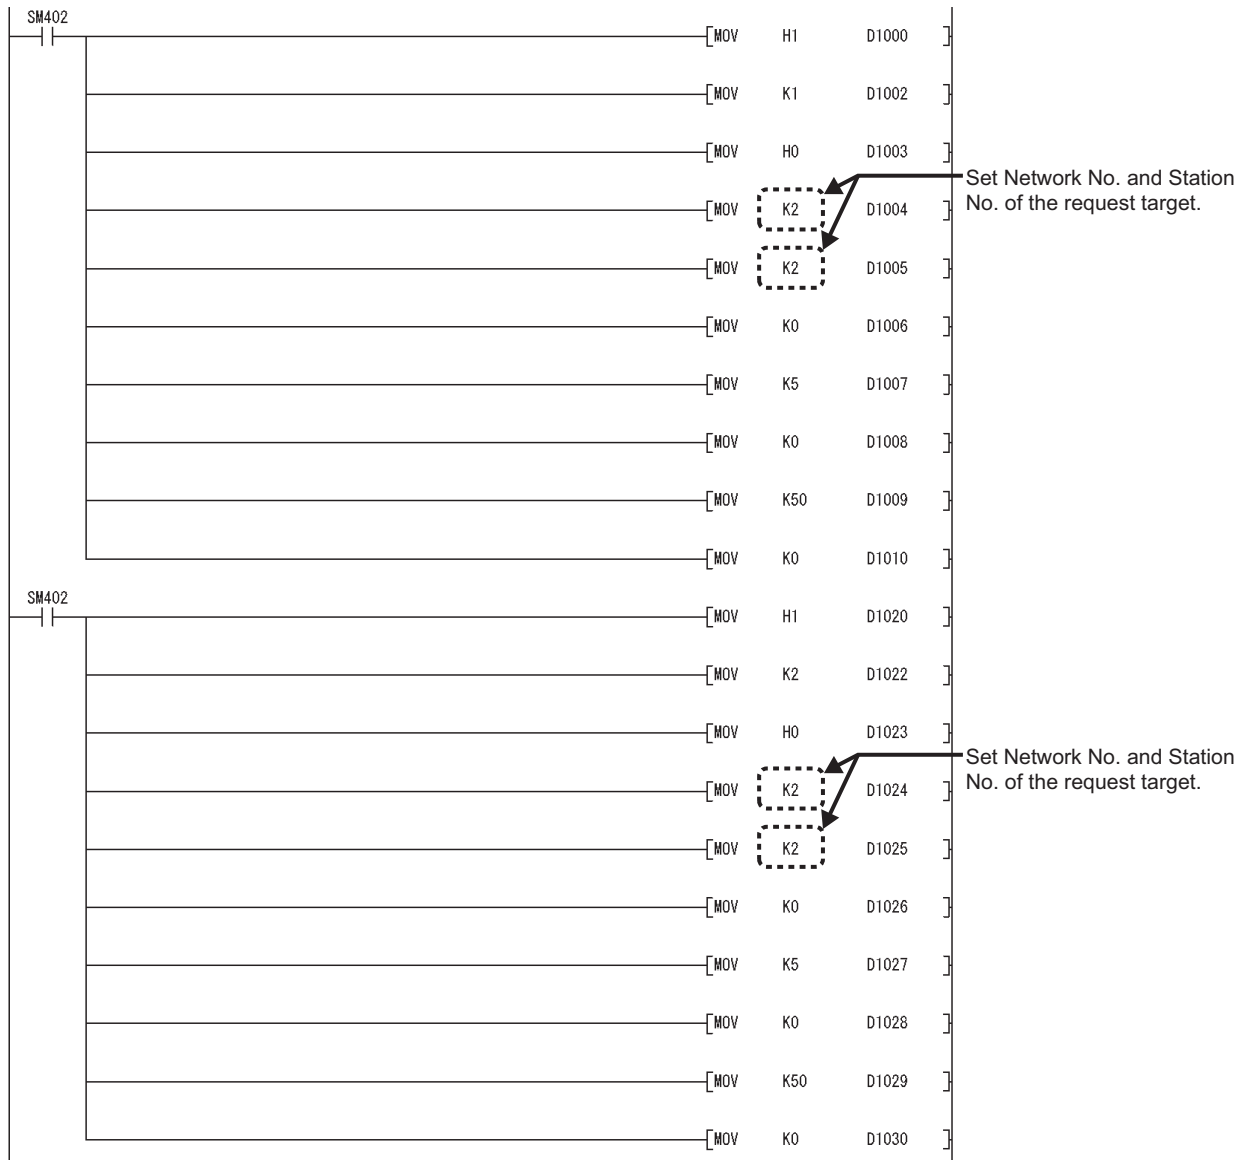 SM402
[MOV H1 D1000 ]
[MOV K1 D1002 ]
[MOV H0 D1003 ]
Set Network No. and Station
No. of the request target.
[MOV K2 D1004 ]
[MOV K2 D1005 ]
[MOV K0 D1006 ]
[MOV K5 D1007 ]
[MOV K0 D1008 ]
[MOV K50 D1009 ]
[MOV K0 D1010 ]
SM402
[MOV H1 D1020 ]
[MOV K2 D1022 ]
[MOV H0 D1023 ]
Set Network No. and Station
No. of the request target.
[MOV K2 D1024 ]
[MOV K2 D1025 ]
[MOV K0 D1026 ]
[MOV K5 D1027 ]
[MOV K0 D1028 ]
[MOV K50 D1029 ]
[MOV K0 D1030 ]